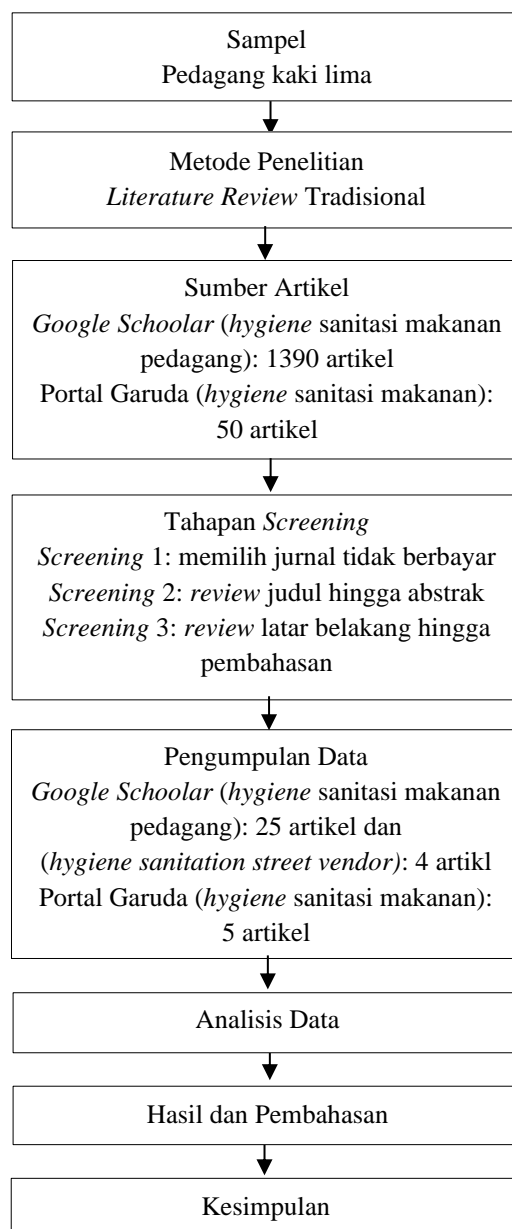 Sampel
Pedagang kaki lima
Metode Penelitian
Literature Review Tradisional
Sumber Artikel
Google Schoolar (hygiene sanitasi makanan
pedagang): 1390 artikel
Portal Garuda (hygiene sanitasi makanan):
50 artikel
Tahapan Screening
Screening 1: memilih jurnal tidak berbayar
Screening 2: review judul hingga abstrak
Screening 3: review latar belakang hingga
pembahasan
Pengumpulan Data
Google Schoolar (hygiene sanitasi makanan
pedagang): 25 artikel dan
(hygiene sanitation street vendor): 4 artikl
Portal Garuda (hygiene sanitasi makanan):
5 artikel
Analisis Data
Hasil dan Pembahasan
Kesimpulan